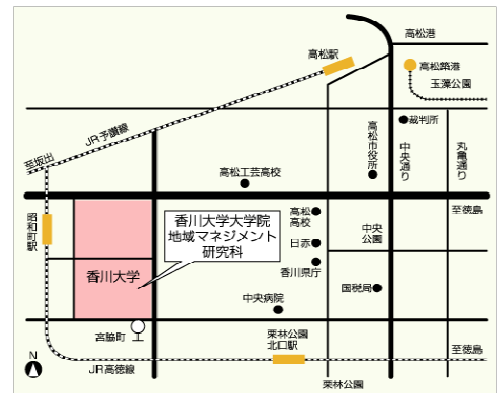 高松港
高松駅
高松築港
玉藻公園
JR予讃線
裁判所
高松市役所
中央通り
丸亀通り
至坂出
高松工芸高校
至徳島
昭和町駅
香川大学大学院
地域マネジメント
研究科
高松
高校
日赤
香川県庁
中央
公園
香川大学
国税局
中央病院
宮脇町
栗林公園
北口駅
至徳島
N
JR高徳線
栗林公園